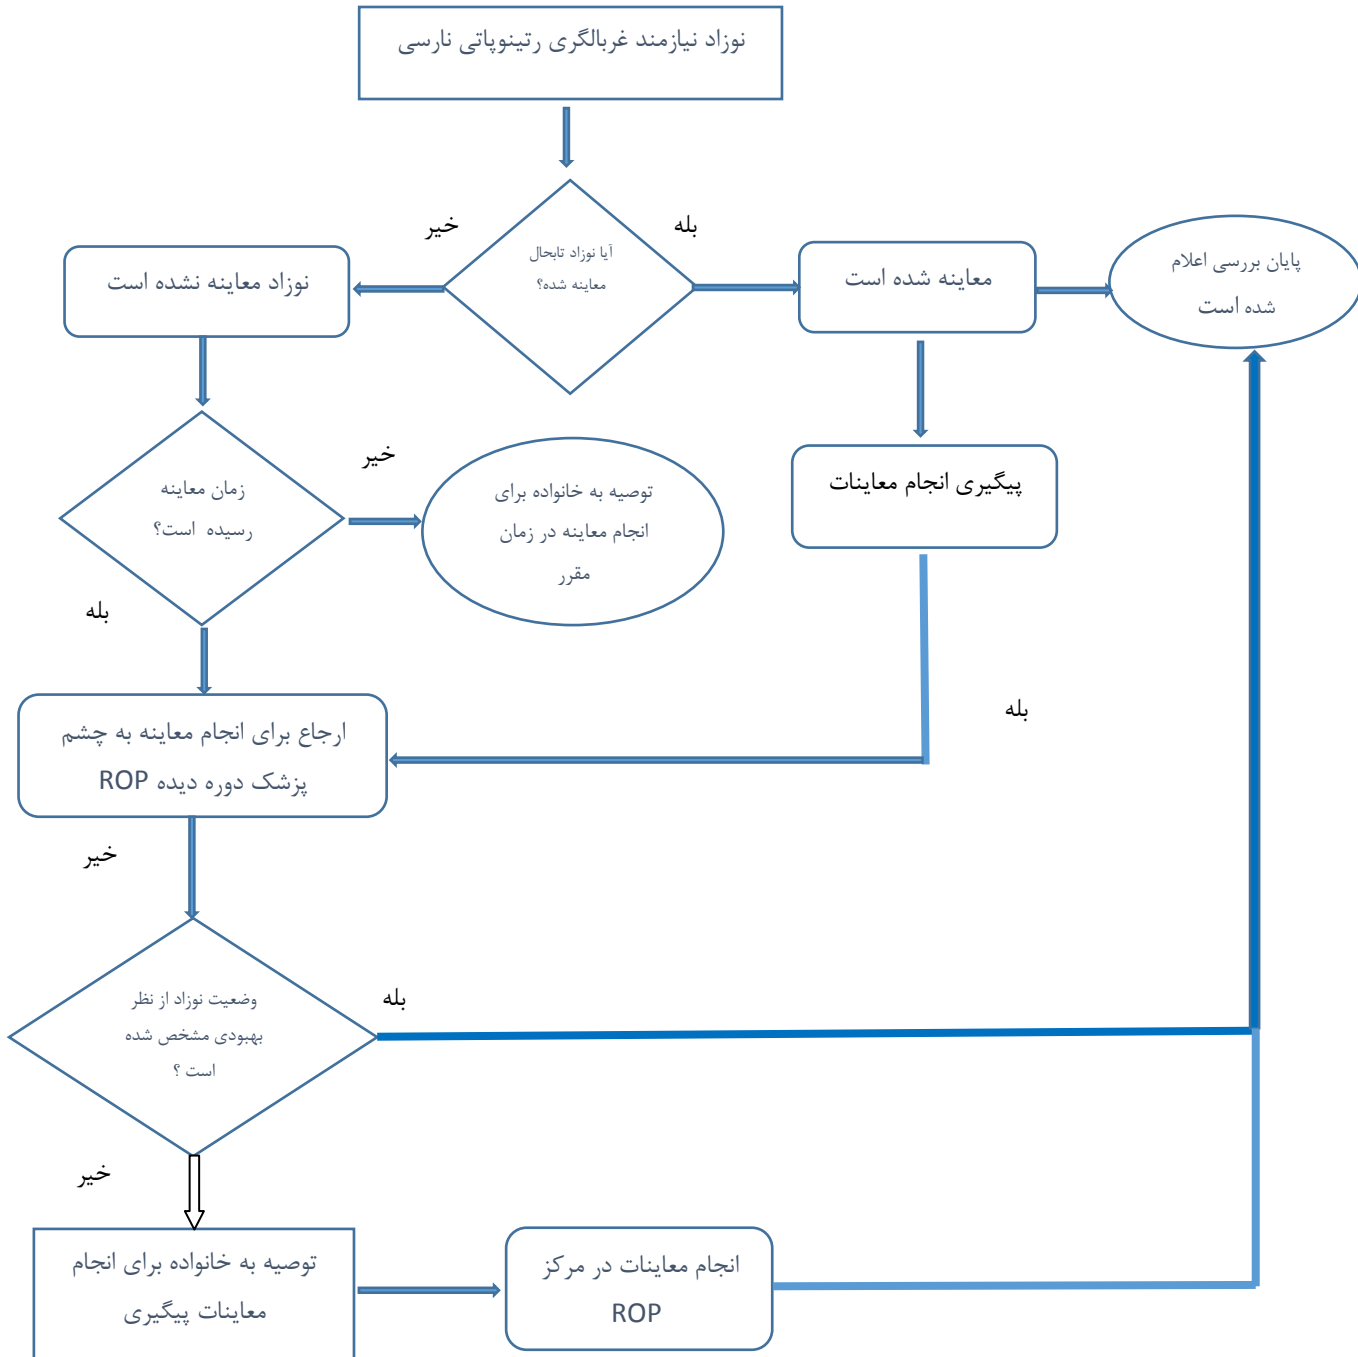 نوزاد نیازمند غربالگری رتینوپاتی نارسی
خیر
بله
آیا نوزاد تابحال
معاینه شده؟
نوزاد معاینه نشده است
معاینه شده است
پایان بررسی اعلام
شده است
خیر
زمان معاینه
رسیده است؟
توصیه به خانواده برای
انجام معاینه در زمان
مقرر
پیگیری انجام معاینات
بله
ارجاع برای انجام معاینه به چشم
پزشک دوره دیده ROP
بله
خیر
وضعیت نوزاد از نظر
بهبودی مشخص شده
است ؟
بله
خیر
توصیه به خانواده برای انجام
معاینات پیگیری
انجام معاینات در مرکز
ROP